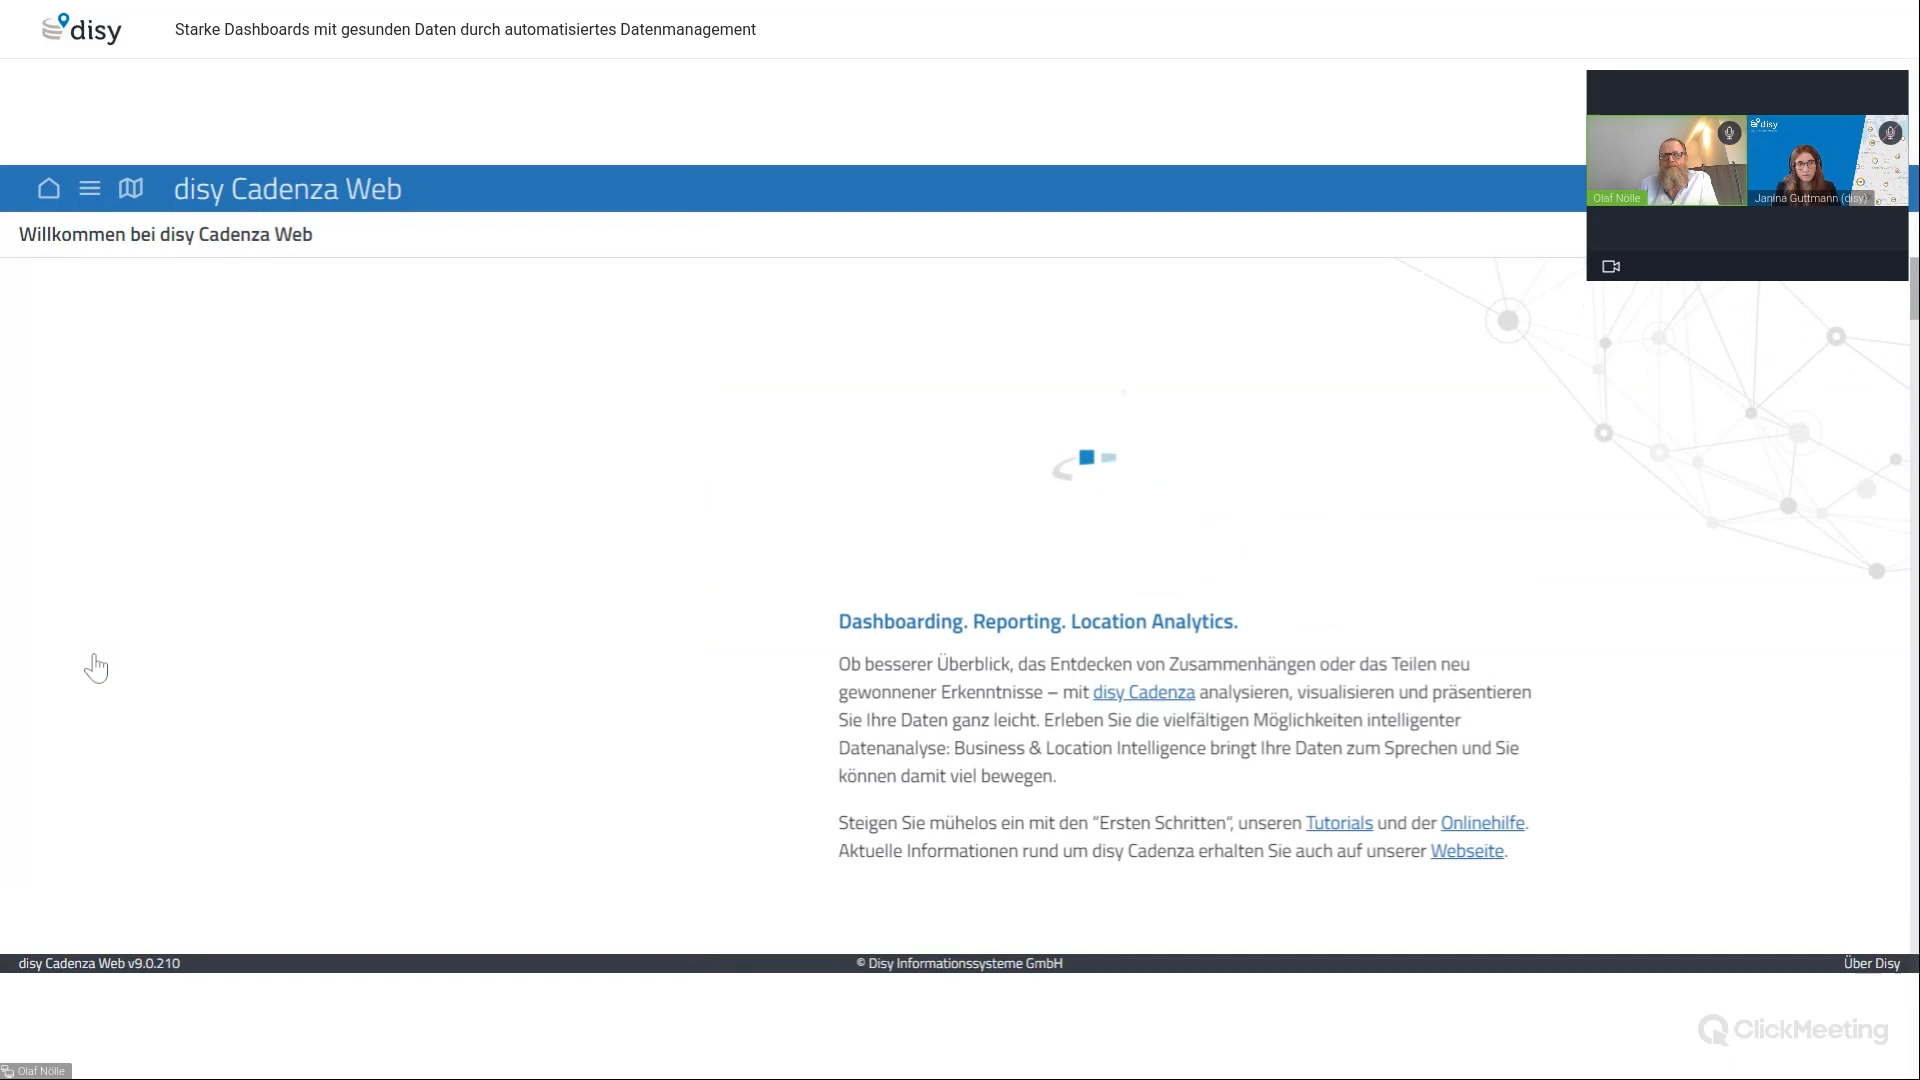 disy
Starke Dashboards mit gesunden Daten durch automatisiertes Datenmanagement
disy
Olaf Nölle
Janina Guttmann (disy)
disy Cadenza Web
Willkommen bei disy Cadenza Web
Dashboarding. Reporting. Location Analytics.
Ob besserer Überblick, das Entdecken von Zusammenhängen oder das Teilen neu
gewonnener Erkenntnisse – mit disy Cadenza analysieren, visualisieren und präsentieren
Sie Ihre Daten ganz leicht. Erleben Sie die vielfältigen Möglichkeiten intelligenter
Datenanalyse: Business & Location Intelligence bringt Ihre Daten zum Sprechen und Sie
können damit viel bewegen.
Steigen Sie mühelos ein mit den “Ersten Schritten“, unseren Tutorials und der Onlinehilfe.
Aktuelle Informationen rund um disy Cadenza erhalten Sie auch auf unserer Webseite.
disy Cadenza Web v9.0.210
© Disy Informationssysteme GmbH
Über Disy
ClickMeeting
Olaf Nölle